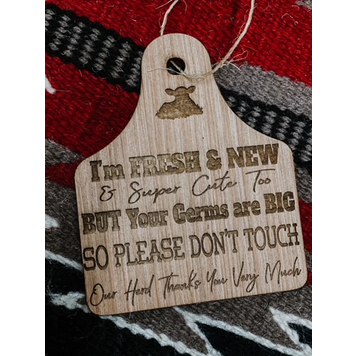 I'm FRESH & NEW
& Super Cute Too
BUT Your Germs are BIG
SO PLEASE DON'T TOUCH
Our Herd Thanks You Very Much